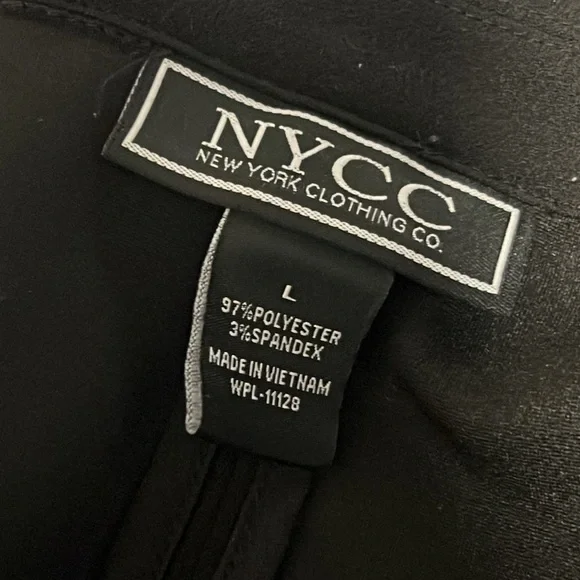 NYCC
NEW YORK CLOTHING CO.
L
97%POLYESTER
3%SPANDEX
MADE IN VIETNAM
WPL-11128